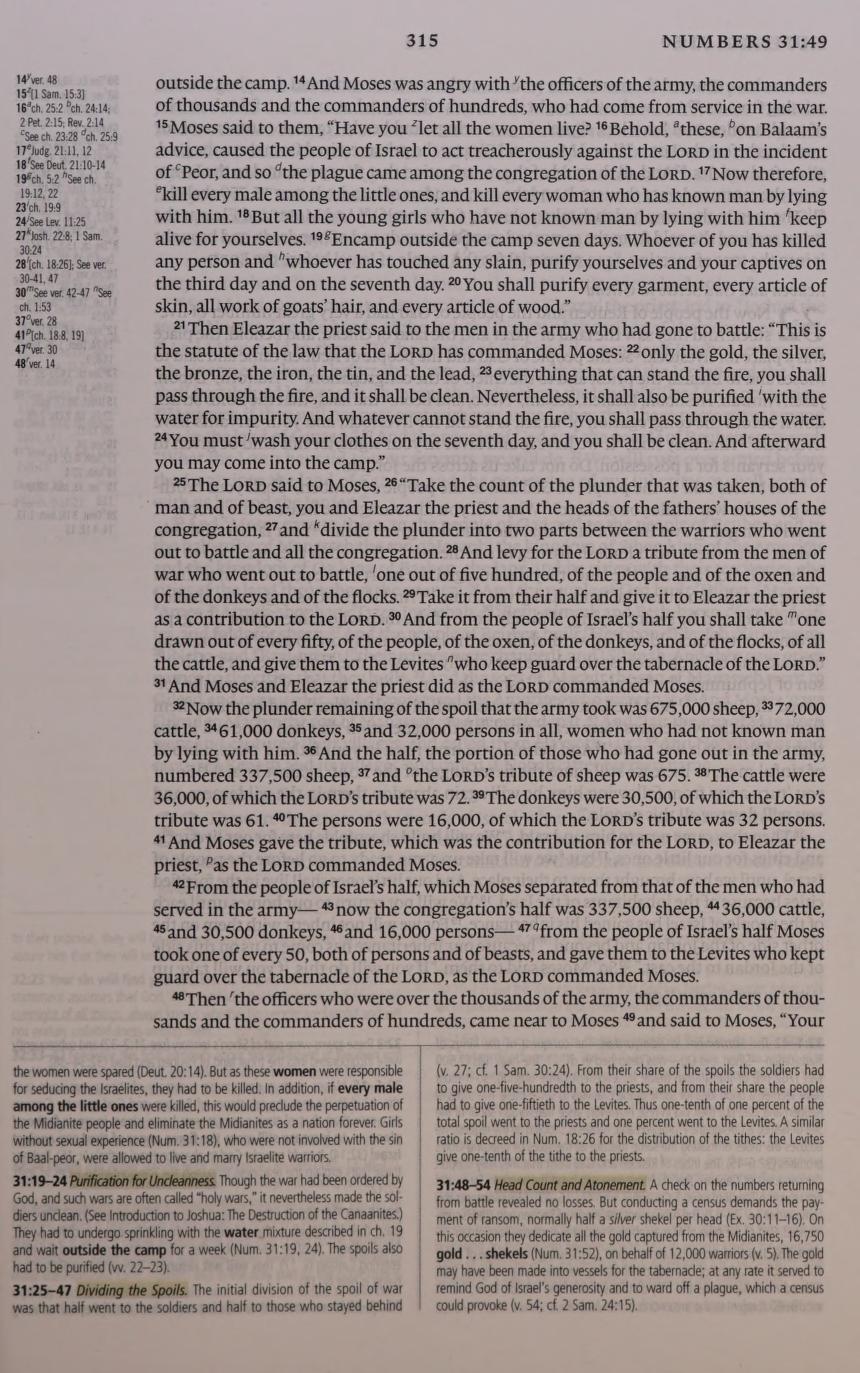 315
NUMBERS 31:49
14 y ver. 48
15 z [1 Sam. 15:3]
16 a ch. 25:2 b ch. 24:14;
2 Pet. 2:15; Rev. 2:14
c See ch. 23:28 d ch. 25:9
17 e Judg. 21:11, 12
18 f See Deut. 21:10-14
19 g ch. 5:2 h See ch.
19:12, 22
23 i ch. 19:9
24 j See Lev. 11:25
27 k Josh. 22:8; 1 Sam.
30:24
28 l [ch. 18:26]; See ver.
30-41, 47
30 m See ver. 42-47 n See
ch. 1:53
37 o ver. 28
41 p [ch. 18:8, 19]
47 q ver. 30
48 r ver. 14
outside the camp. 14 And Moses was angry with y the officers of the army, the commanders
of thousands and the commanders of hundreds, who had come from service in the war.
15 Moses said to them, “Have you z let all the women live? 16 Behold, a these, b on Balaam’s
advice, caused the people of Israel to act treacherously against the LORD in the incident
of c Peor, and so d the plague came among the congregation of the LORD. 17 Now therefore,
e kill every male among the little ones, and kill every woman who has known man by lying
with him. 18 But all the young girls who have not known man by lying with him f keep
alive for yourselves. 19 g Encamp outside the camp seven days. Whoever of you has killed
any person and h whoever has touched any slain, purify yourselves and your captives on
the third day and on the seventh day. 20 You shall purify every garment, every article of
skin, all work of goats’ hair, and every article of wood.”
21 Then Eleazar the priest said to the men in the army who had gone to battle: “This is
the statute of the law that the LORD has commanded Moses: 22 only the gold, the silver,
the bronze, the iron, the tin, and the lead, 23 everything that can stand the fire, you shall
pass through the fire, and it shall be clean. Nevertheless, it shall also be purified i with the
water for impurity. And whatever cannot stand the fire, you shall pass through the water.
24 You must j wash your clothes on the seventh day, and you shall be clean. And afterward
you may come into the camp.”
25 The LORD said to Moses, 26 “Take the count of the plunder that was taken, both of
man and of beast, you and Eleazar the priest and the heads of the fathers’ houses of the
congregation, 27 and k divide the plunder into two parts between the warriors who went
out to battle and all the congregation. 28 And levy for the LORD a tribute from the men of
war who went out to battle, l one out of five hundred, of the people and of the oxen and
of the donkeys and of the flocks. 29 Take it from their half and give it to Eleazar the priest
as a contribution to the LORD. 30 And from the people of Israel’s half you shall take m one
drawn out of every fifty, of the people, of the oxen, of the donkeys, and of the flocks, of all
the cattle, and give them to the Levites n who keep guard over the tabernacle of the LORD.”
31 And Moses and Eleazar the priest did as the LORD commanded Moses.
32 Now the plunder remaining of the spoil that the army took was 675,000 sheep, 33 72,000
cattle, 34 61,000 donkeys, 35 and 32,000 persons in all, women who had not known man
by lying with him. 36 And the half, the portion of those who had gone out in the army,
numbered 337,500 sheep, 37 and o the LORD’s tribute of sheep was 675. 38 The cattle were
36,000, of which the LORD’s tribute was 72. 39 The donkeys were 30,500, of which the LORD’s
tribute was 61. 40 The persons were 16,000, of which the LORD’s tribute was 32 persons.
41 And Moses gave the tribute, which was the contribution for the LORD, to Eleazar the
priest, p as the LORD commanded Moses.
42 From the people of Israel’s half, which Moses separated from that of the men who had
served in the army— 43 now the congregation’s half was 337,500 sheep, 44 36,000 cattle,
45 and 30,500 donkeys, 46 and 16,000 persons— 47 q from the people of Israel’s half Moses
took one of every 50, both of persons and of beasts, and gave them to the Levites who kept
guard over the tabernacle of the LORD, as the LORD commanded Moses.
48 Then r the officers who were over the thousands of the army, the commanders of thou-
sands and the commanders of hundreds, came near to Moses 49 and said to Moses, “Your
the women were spared (Deut. 20:14). But as these women were responsible
for seducing the Israelites, they had to be killed. In addition, if every male
among the little ones were killed, this would preclude the perpetuation of
the Midianite people and eliminate the Midianites as a nation forever. Girls
without sexual experience (Num. 31:18), who were not involved with the sin
of Baal-peor, were allowed to live and marry Israelite warriors.
31:19–24 Purification for Uncleanness. Though the war had been ordered by
God, and such wars are often called “holy wars,” it nevertheless made the sol-
diers unclean. (See Introduction to Joshua: The Destruction of the Canaanites.)
They had to undergo sprinkling with the water mixture described in ch. 19
and wait outside the camp for a week (Num. 31:19, 24). The spoils also
had to be purified (vv. 22–23).
31:25–47 Dividing the Spoils. The initial division of the spoil of war
was that half went to the soldiers and half to those who stayed behind
(v. 27; cf. 1 Sam. 30:24). From their share of the spoils the soldiers had
to give one-five-hundredth to the priests, and from their share the people
had to give one-fiftieth to the Levites. Thus one-tenth of one percent of the
total spoil went to the priests and one percent went to the Levites. A similar
ratio is decreed in Num. 18:26 for the distribution of the tithes: the Levites
give one-tenth of the tithe to the priests.
31:48–54 Head Count and Atonement. A check on the numbers returning
from battle revealed no losses. But conducting a census demands the pay-
ment of ransom, normally half a silver shekel per head (Ex. 30:11–16). On
this occasion they dedicate all the gold captured from the Midianites, 16,750
gold . . . shekels (Num. 31:52), on behalf of 12,000 warriors (v. 5). The gold
may have been made into vessels for the tabernacle; at any rate it served to
remind God of Israel’s generosity and to ward off a plague, which a census
could provoke (v. 54; cf. 2 Sam. 24:15).